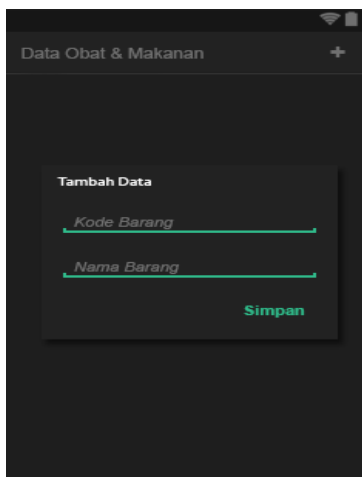 Data Obat & Makanan +
Tambah Data
Kode Barang
Nama Barang
Simpan